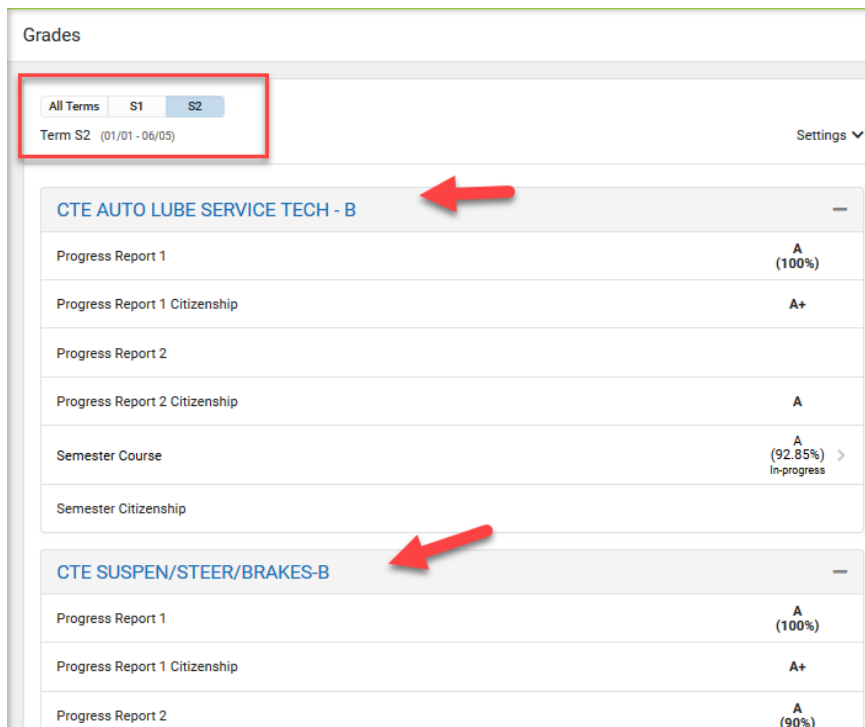 Grades
All Terms S1 S2
Term S2 (01/01 - 06/05)
Settings
CTE AUTO LUBE SERVICE TECH - B
Progress Report 1
A
(100%)
Progress Report 1 Citizenship
A+
Progress Report 2
Progress Report 2 Citizenship
A
Semester Course
A
(92.85%)
In-progress
Semester Citizenship
CTE SUSPEN/STEER/BRAKES-B
Progress Report 1
A
(100%)
Progress Report 1 Citizenship
A+
Progress Report 2
A
(90%)